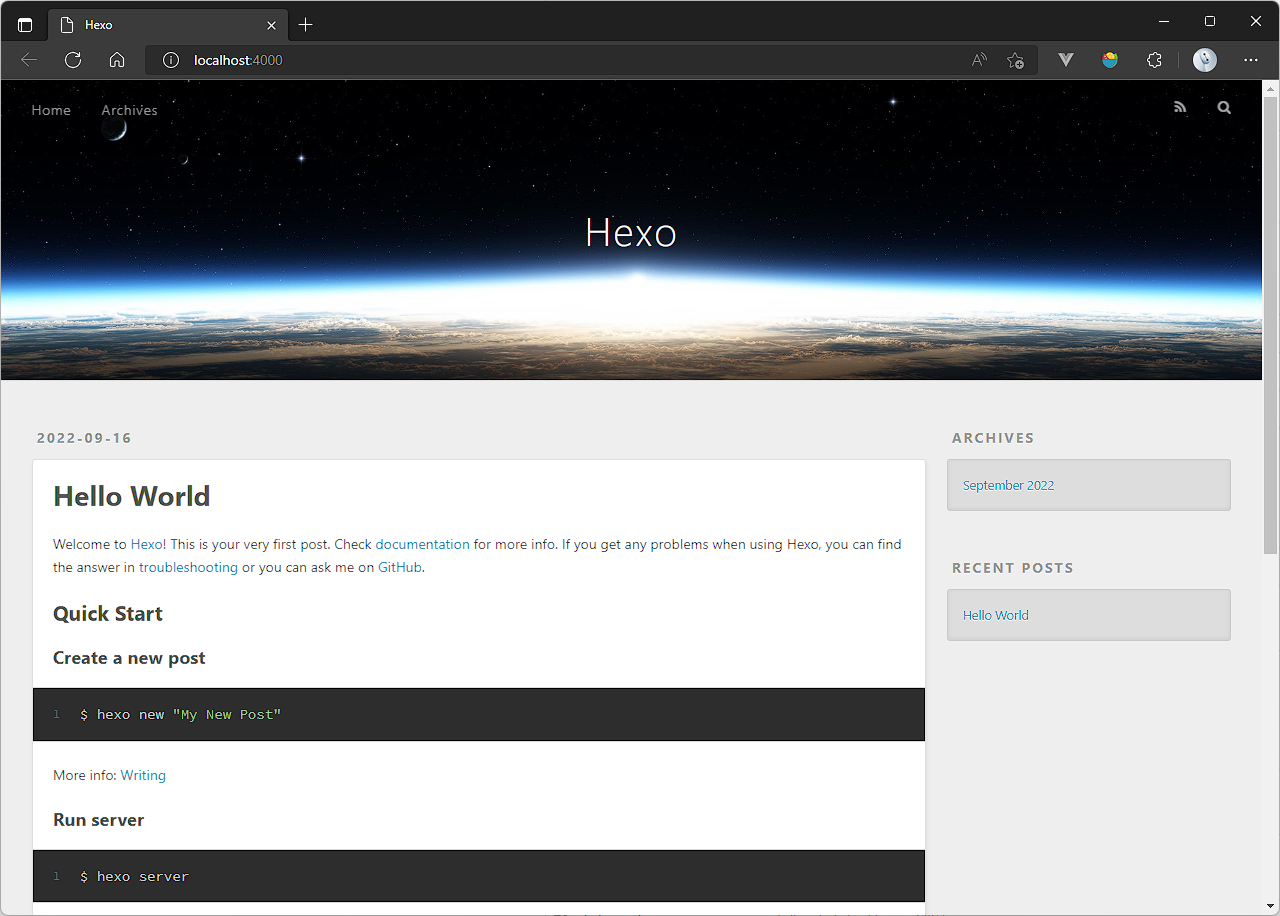 Hexo
localhost:4000
Home Archives
Hexo
2022-09-16
Hello World
Welcome to Hexo! This is your very first post. Check documentation for more info. If you get any problems when using Hexo, you can find
the answer in troubleshooting or you can ask me on GitHub.
Quick Start
Create a new post
1 $ hexo new "My New Post"
More info: Writing
Run server
1 $ hexo server
ARCHIVES
September 2022
RECENT POSTS
Hello World